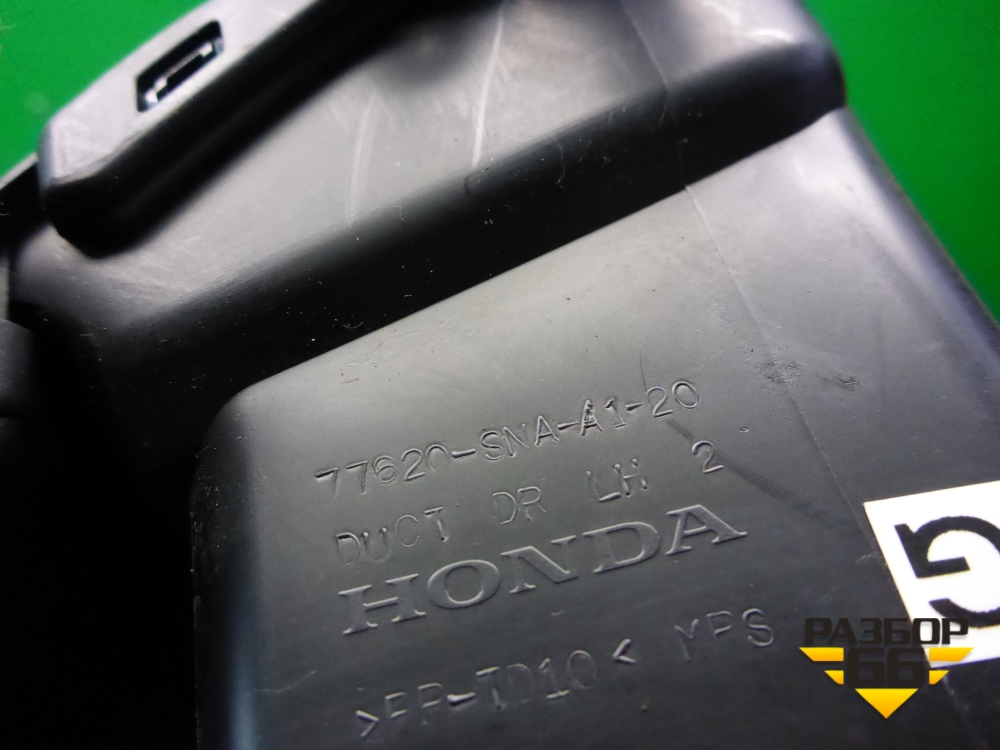 77620-SNA-A1-20
DUCT DR LH 2
HONDA
>PP-TD10< MPS
G
РАЗБОР
66